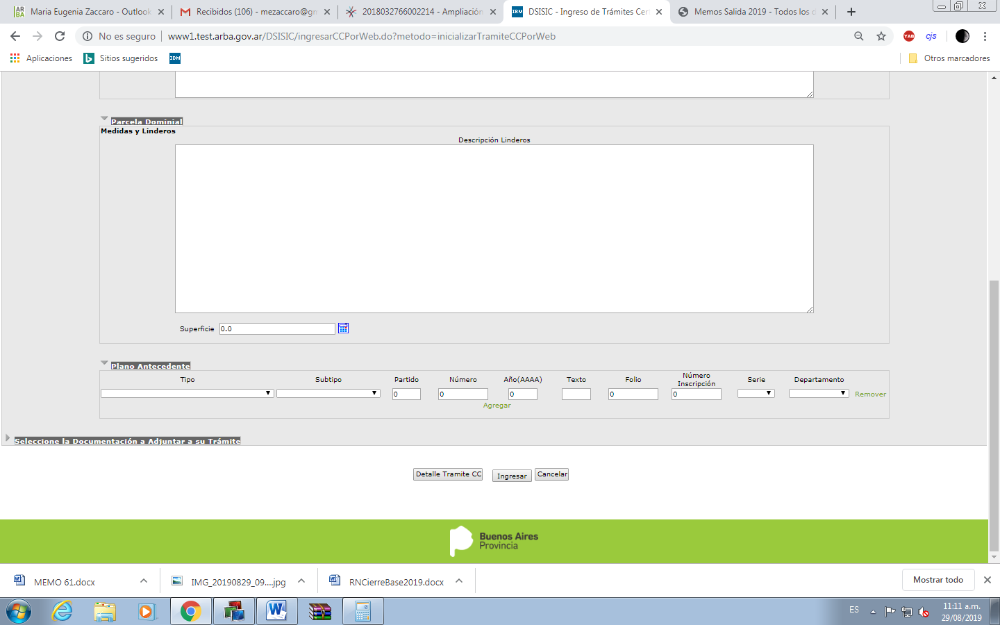 Maria Eugenia Zaccaro - Outlook
Recibidos (106) - mezaccaro@gm
2018032766002214 - Ampliación
IBM DSISIC - Ingreso de Trámites Cer
Memos Salida 2019 - Todos los d
No es seguro www1.test.arba.gov.ar/DSISIC/ingresarCCPorWeb.do?metodo=inicializarTramiteCCPorWeb YAB cjs
Aplicaciones Sitios sugeridos IBM Otros marcadores
Parcela Dominial
Medidas y Linderos
Descripción Linderos
Superficie 0.0
Plano Antecedente
Tipo Subtipo Partido Número Año(AAAA) Texto Folio Número Inscripción Serie Departamento
0 0 0 0 0 Remover
Agregar
Seleccione la Documentación a Adjuntar a su Trámite
Detalle Tramite CC Ingresar Cancelar
Buenos Aires
Provincia
MEMO 61.docx IMG_20190829_09....jpg RNCierreBase2019.docx Mostrar todo
ES 11:11 a.m.
29/08/2019